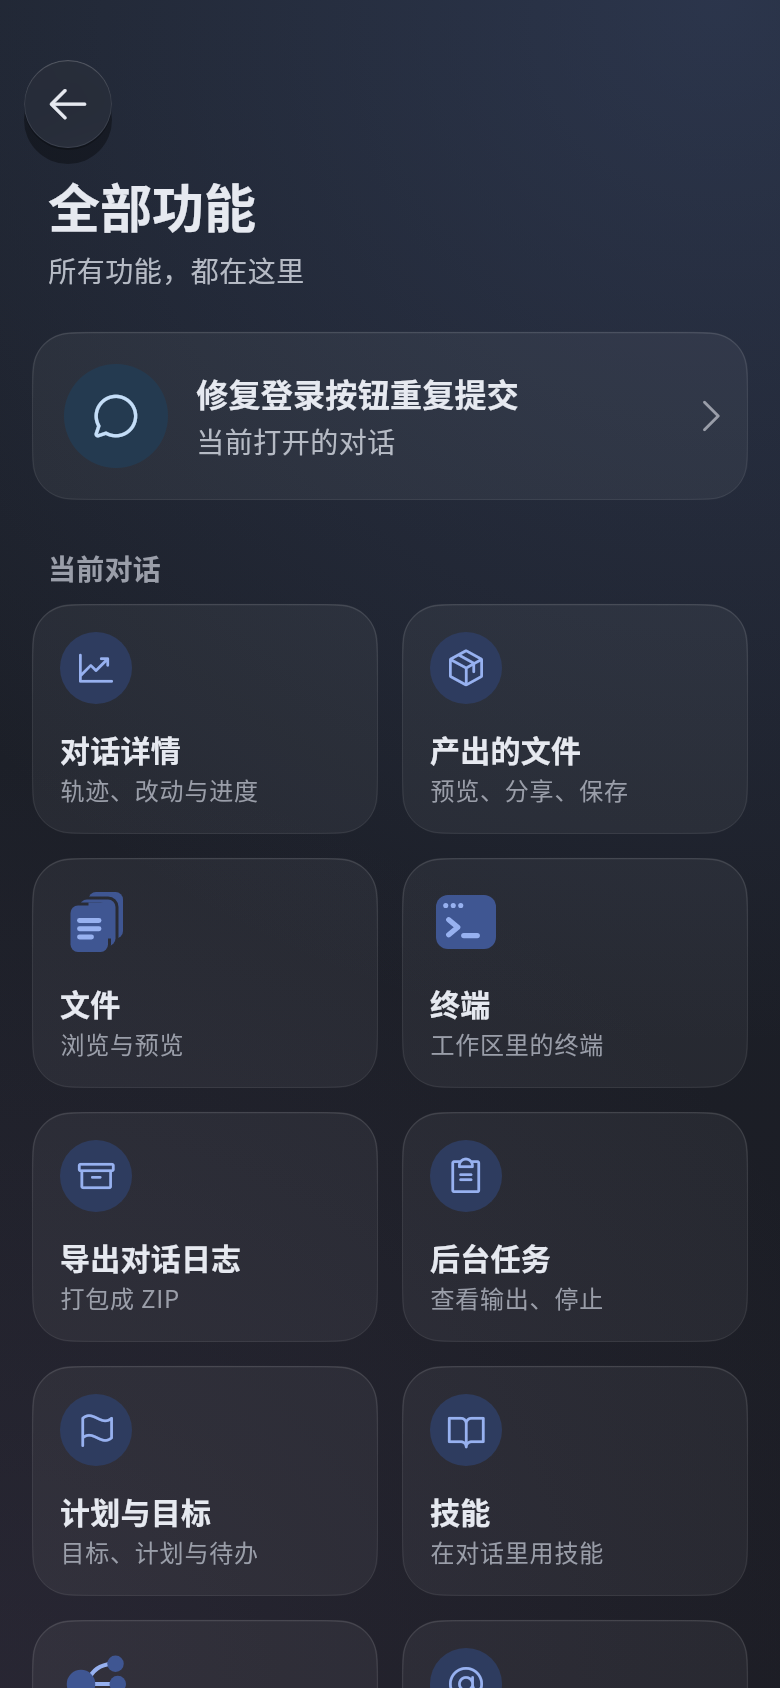 全部功能
所有功能，都在这里
修复登录按钮重复提交
当前打开的对话
当前对话
对话详情
轨迹、改动与进度
产出的文件
预览、分享、保存
文件
浏览与预览
终端
工作区里的终端
导出对话日志
打包成 ZIP
后台任务
查看输出、停止
计划与目标
目标、计划与待办
技能
在对话里用技能